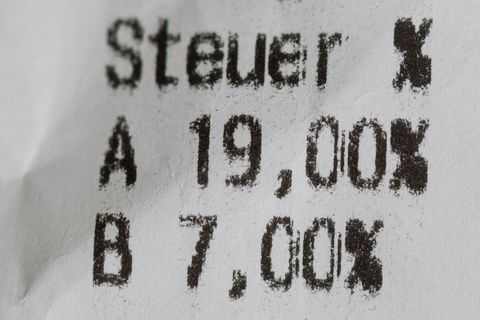 Steuer %
A 19,00%
B 7,00%